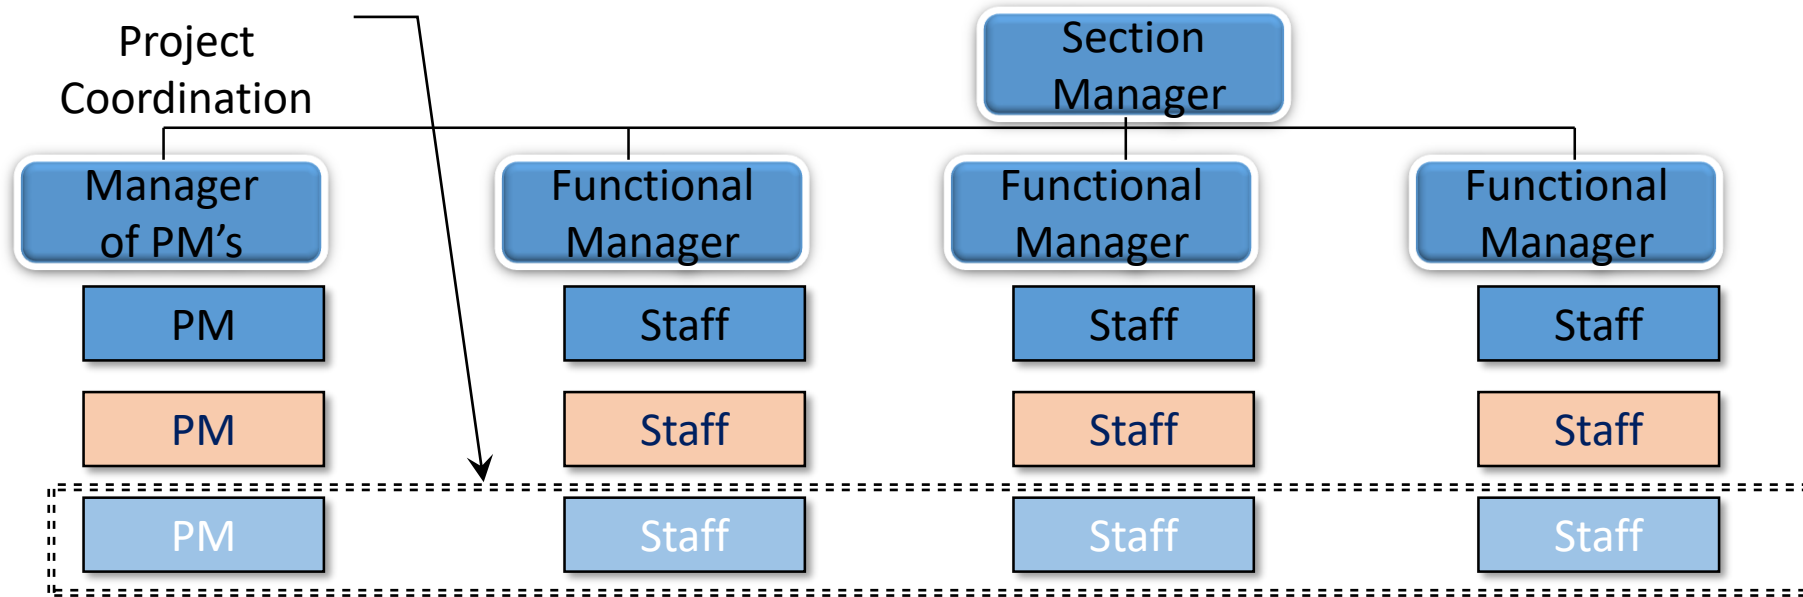 Project
Coordination
Section
Manager
Manager
of PM's
Functional
Manager
Functional
Manager
Functional
Manager
PM
Staff
Staff
Staff
PM
Staff
Staff
Staff
PM
Staff
Staff
Staff